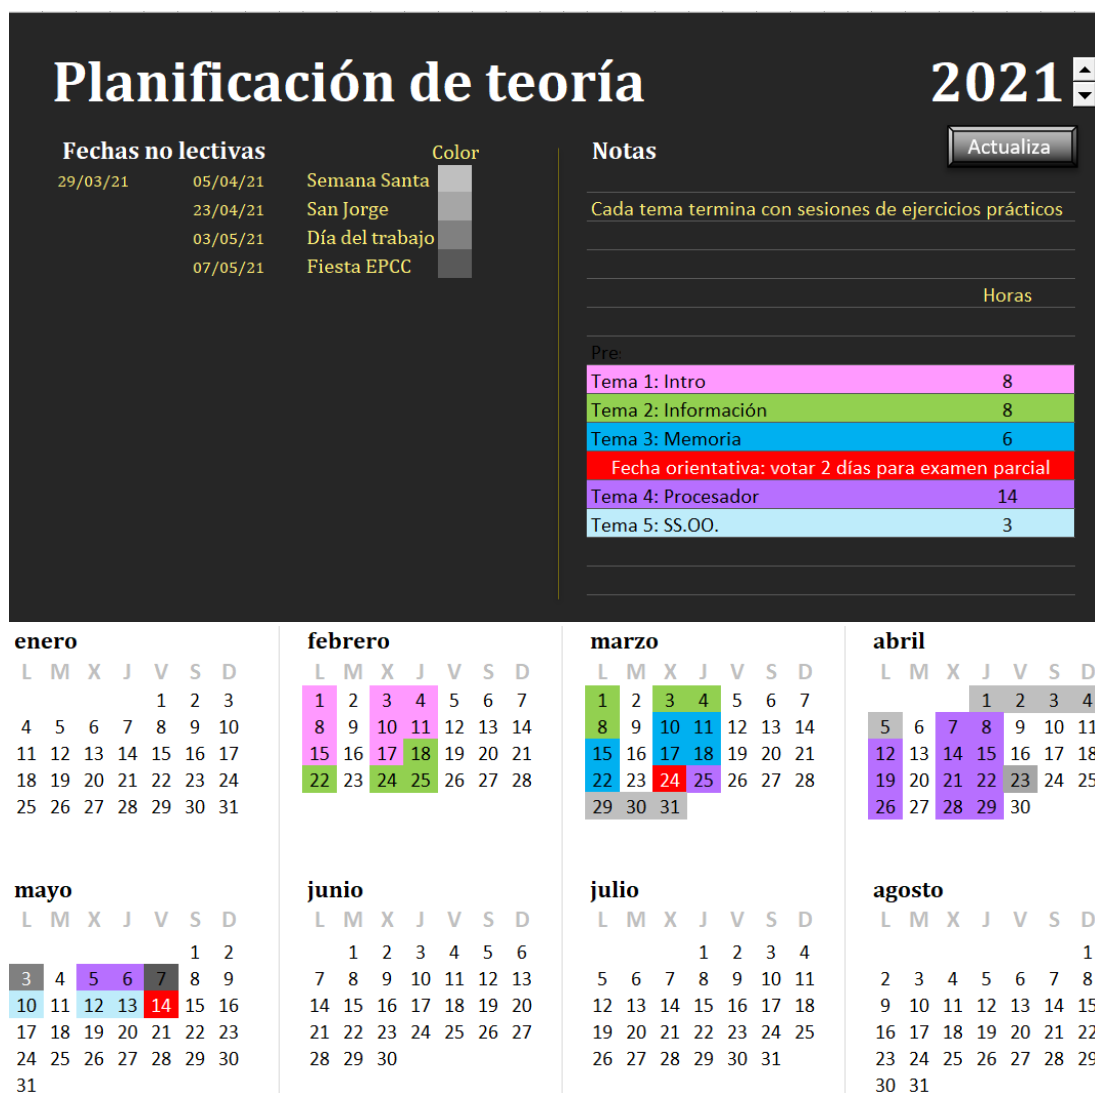 Planificación de teoría 2021
Actualiza
Fechas no lectivas Color
29/03/21 05/04/21 Semana Santa
23/04/21 San Jorge
03/05/21 Día del trabajo
07/05/21 Fiesta EPCC
Notas
Cada tema termina con sesiones de ejercicios prácticos
Horas
Pre:
Tema 1: Intro 8
Tema 2: Información 8
Tema 3: Memoria 6
Fecha orientativa: votar 2 días para examen parcial
Tema 4: Procesador 14
Tema 5: SS.OO. 3
enero
L M X J V S D
1 2 3
4 5 6 7 8 9 10
11 12 13 14 15 16 17
18 19 20 21 22 23 24
25 26 27 28 29 30 31
febrero
L M X J V S D
1 2 3 4 5 6 7
8 9 10 11 12 13 14
15 16 17 18 19 20 21
22 23 24 25 26 27 28
marzo
L M X J V S D
1 2 3 4 5 6 7
8 9 10 11 12 13 14
15 16 17 18 19 20 21
22 23 24 25 26 27 28
29 30 31
abril
L M X J V S D
1 2 3 4
5 6 7 8 9 10 11
12 13 14 15 16 17 18
19 20 21 22 23 24 25
26 27 28 29 30
mayo
L M X J V S D
1 2
3 4 5 6 7 8 9
10 11 12 13 14 15 16
17 18 19 20 21 22 23
24 25 26 27 28 29 30
31
junio
L M X J V S D
1 2 3 4 5 6
7 8 9 10 11 12 13
14 15 16 17 18 19 20
21 22 23 24 25 26 27
28 29 30
julio
L M X J V S D
1 2 3 4
5 6 7 8 9 10 11
12 13 14 15 16 17 18
19 20 21 22 23 24 25
26 27 28 29 30 31
agosto
L M X J V S D
1
2 3 4 5 6 7 8
9 10 11 12 13 14 15
16 17 18 19 20 21 22
23 24 25 26 27 28 29
30 31